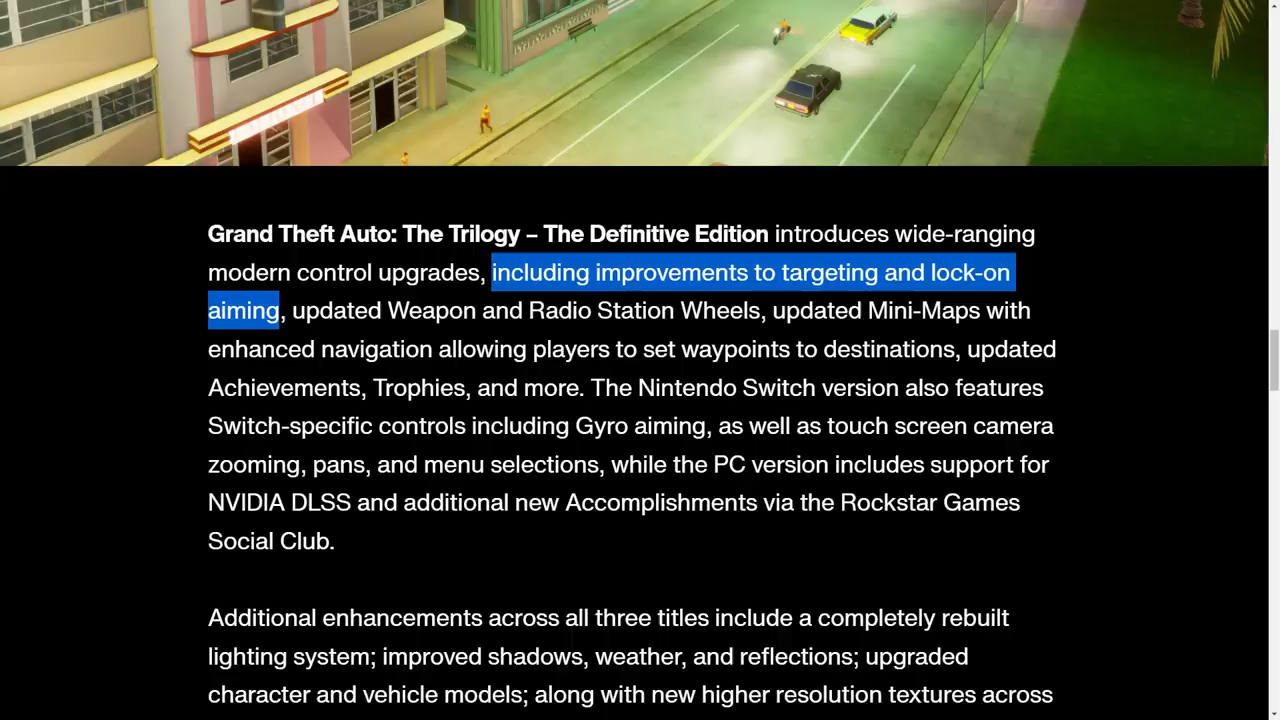 Grand Theft Auto: The Trilogy – The Definitive Edition introduces wide-ranging
modern control upgrades, including improvements to targeting and lock-on
aiming, updated Weapon and Radio Station Wheels, updated Mini-Maps with
enhanced navigation allowing players to set waypoints to destinations, updated
Achievements, Trophies, and more. The Nintendo Switch version also features
Switch-specific controls including Gyro aiming, as well as touch screen camera
zooming, pans, and menu selections, while the PC version includes support for
NVIDIA DLSS and additional new Accomplishments via the Rockstar Games
Social Club.
Additional enhancements across all three titles include a completely rebuilt
lighting system; improved shadows, weather, and reflections; upgraded
character and vehicle models; along with new higher resolution textures across